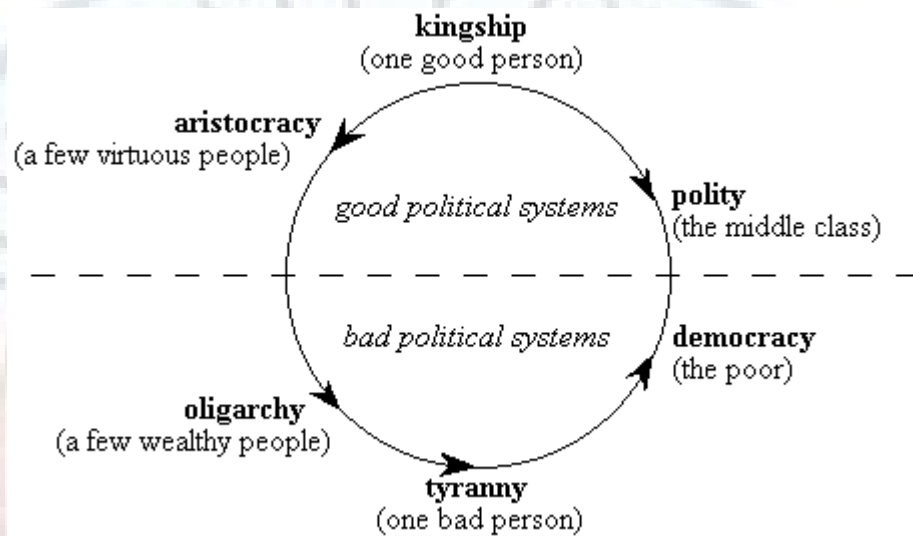 kingship
(one good person)
aristocracy
(a few virtuous people)
good political systems
polity
(the middle class)
bad political systems
democracy
(the poor)
oligarchy
(a few wealthy people)
tyranny
(one bad person)